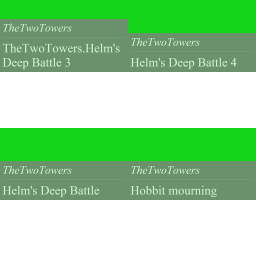 TheTwoTowers
TheTwoTowers.Helm's
Deep Battle 3
TheTwoTowers
Helm's Deep Battle 4
TheTwoTowers
Helm's Deep Battle
TheTwoTowers
Hobbit mourning